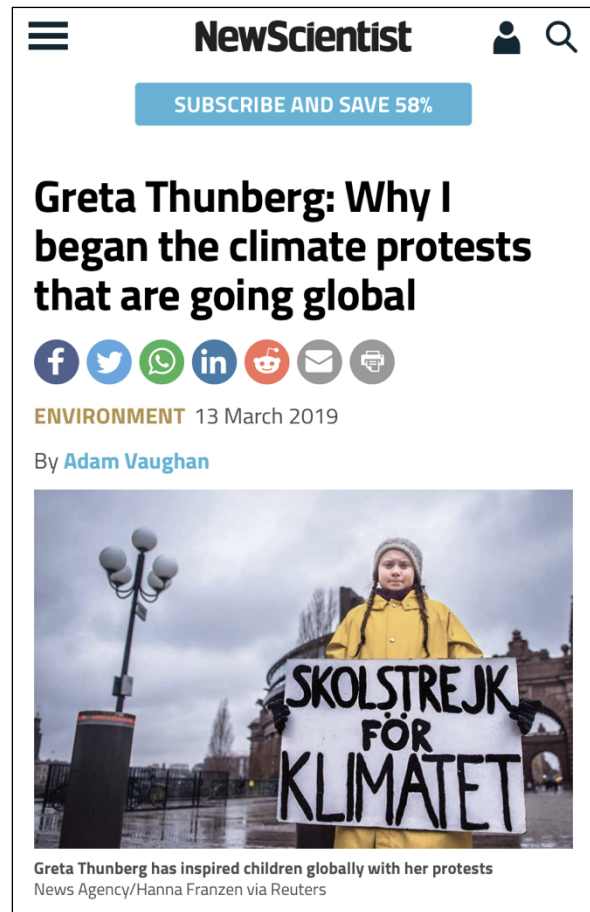 NewScientist
SUBSCRIBE AND SAVE 58%
Greta Thunberg: Why I
began the climate protests
that are going global
ENVIRONMENT 13 March 2019
By Adam Vaughan
SKOLSTREJK
FÖR
KLIMATET
Greta Thunberg has inspired children globally with her protests
News Agency/Hanna Franzen via Reuters